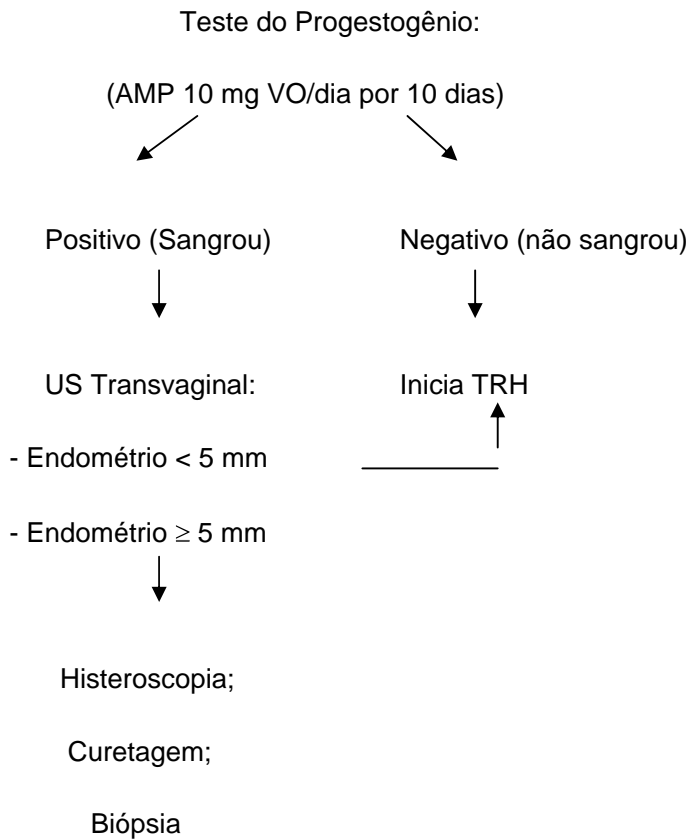 Teste do Progestogênio:
(AMP 10 mg VO/dia por 10 dias)
Positivo (Sangrou)
Negativo (não sangrou)
US Transvaginal:
Inicia TRH
- Endométrio < 5 mm
- Endométrio ≥ 5 mm
Histeroscopia;
Curetagem;
Biópsia